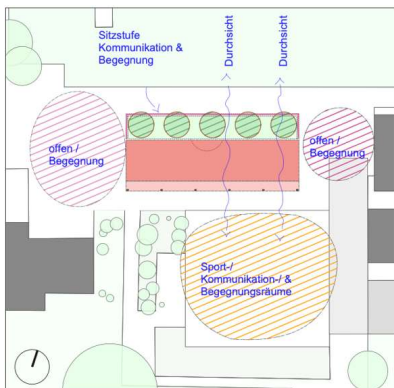 Sitzstufe
Kommunikation &
Begegnung
Durchsicht
Durchsicht
offen /
Begegnung
offen /
Begegnung
Sport-/
Kommunikation-/ &
Begegnungsräume